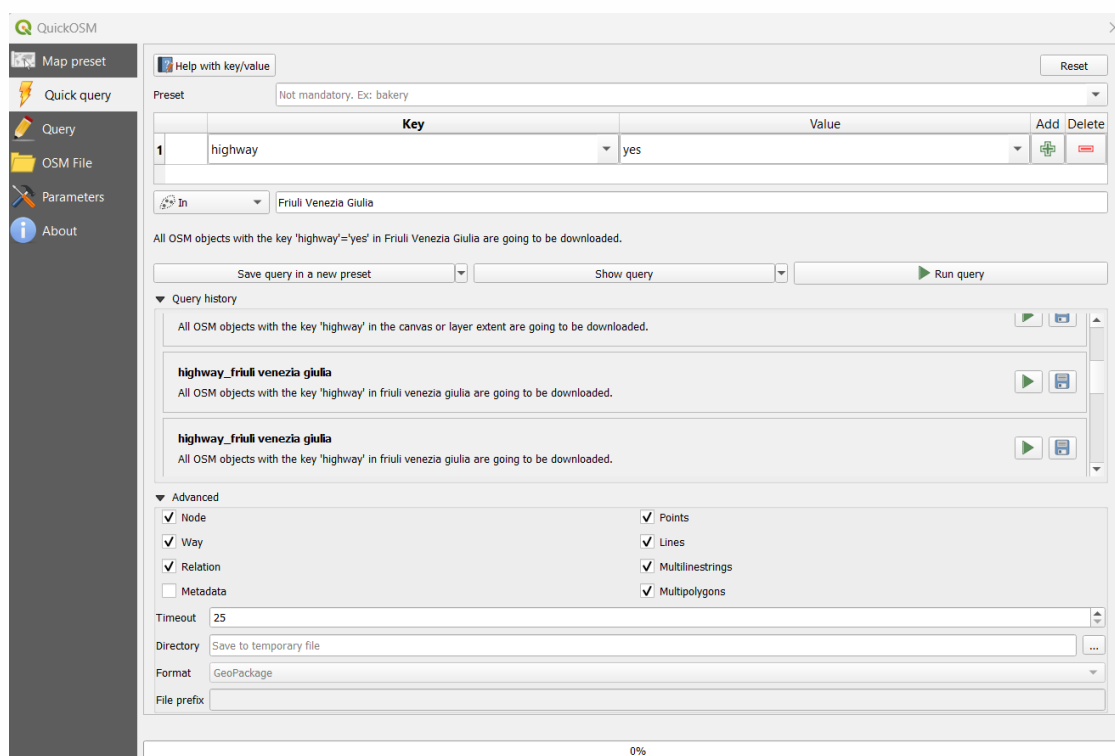 QuickOSM
Map preset
Quick query
Query
OSM File
Parameters
About
Help with key/value
Reset
Preset
Not mandatory. Ex: bakery
Key Value Add Delete
1 highway yes
In Friuli Venezia Giulia
All OSM objects with the key 'highway'='yes' in Friuli Venezia Giulia are going to be downloaded.
Save query in a new preset Show query Run query
Query history
All OSM objects with the key 'highway' in the canvas or layer extent are going to be downloaded.
highway_friuli venezia giulia
All OSM objects with the key 'highway' in friuli venezia giulia are going to be downloaded.
highway_friuli venezia giulia
All OSM objects with the key 'highway' in friuli venezia giulia are going to be downloaded.
Advanced
Node Points
Way Lines
Relation Multilinestrings
Metadata Multipolygons
Timeout 25
Directory Save to temporary file ...
Format GeoPackage
File prefix
0%